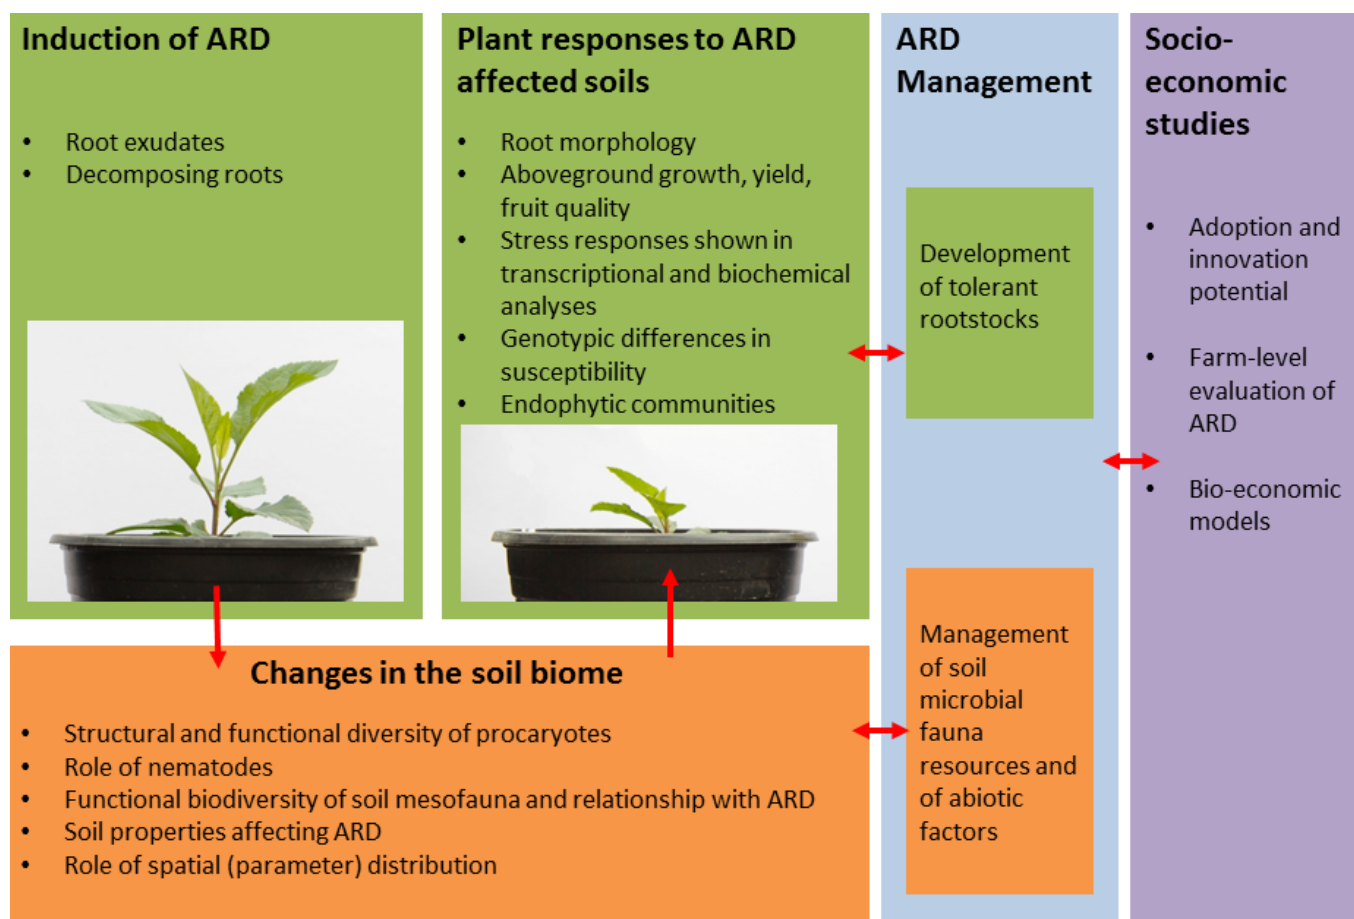 Induction of ARD
• Root exudates
• Decomposing roots
Plant responses to ARD
affected soils
• Root morphology
• Aboveground growth, yield,
fruit quality
• Stress responses shown in
transcriptional and biochemical
analyses
• Genotypic differences in
susceptibility
• Endophytic communities
ARD
Management
Development
of tolerant
rootstocks
Management
of soil
microbial
fauna
resources and
of abiotic
factors
Socio-
economic
studies
• Adoption and
innovation
potential
• Farm-level
evaluation of
ARD
• Bio-economic
models
Changes in the soil biome
• Structural and functional diversity of procaryotes
• Role of nematodes
• Functional biodiversity of soil mesofauna and relationship with ARD
• Soil properties affecting ARD
• Role of spatial (parameter) distribution